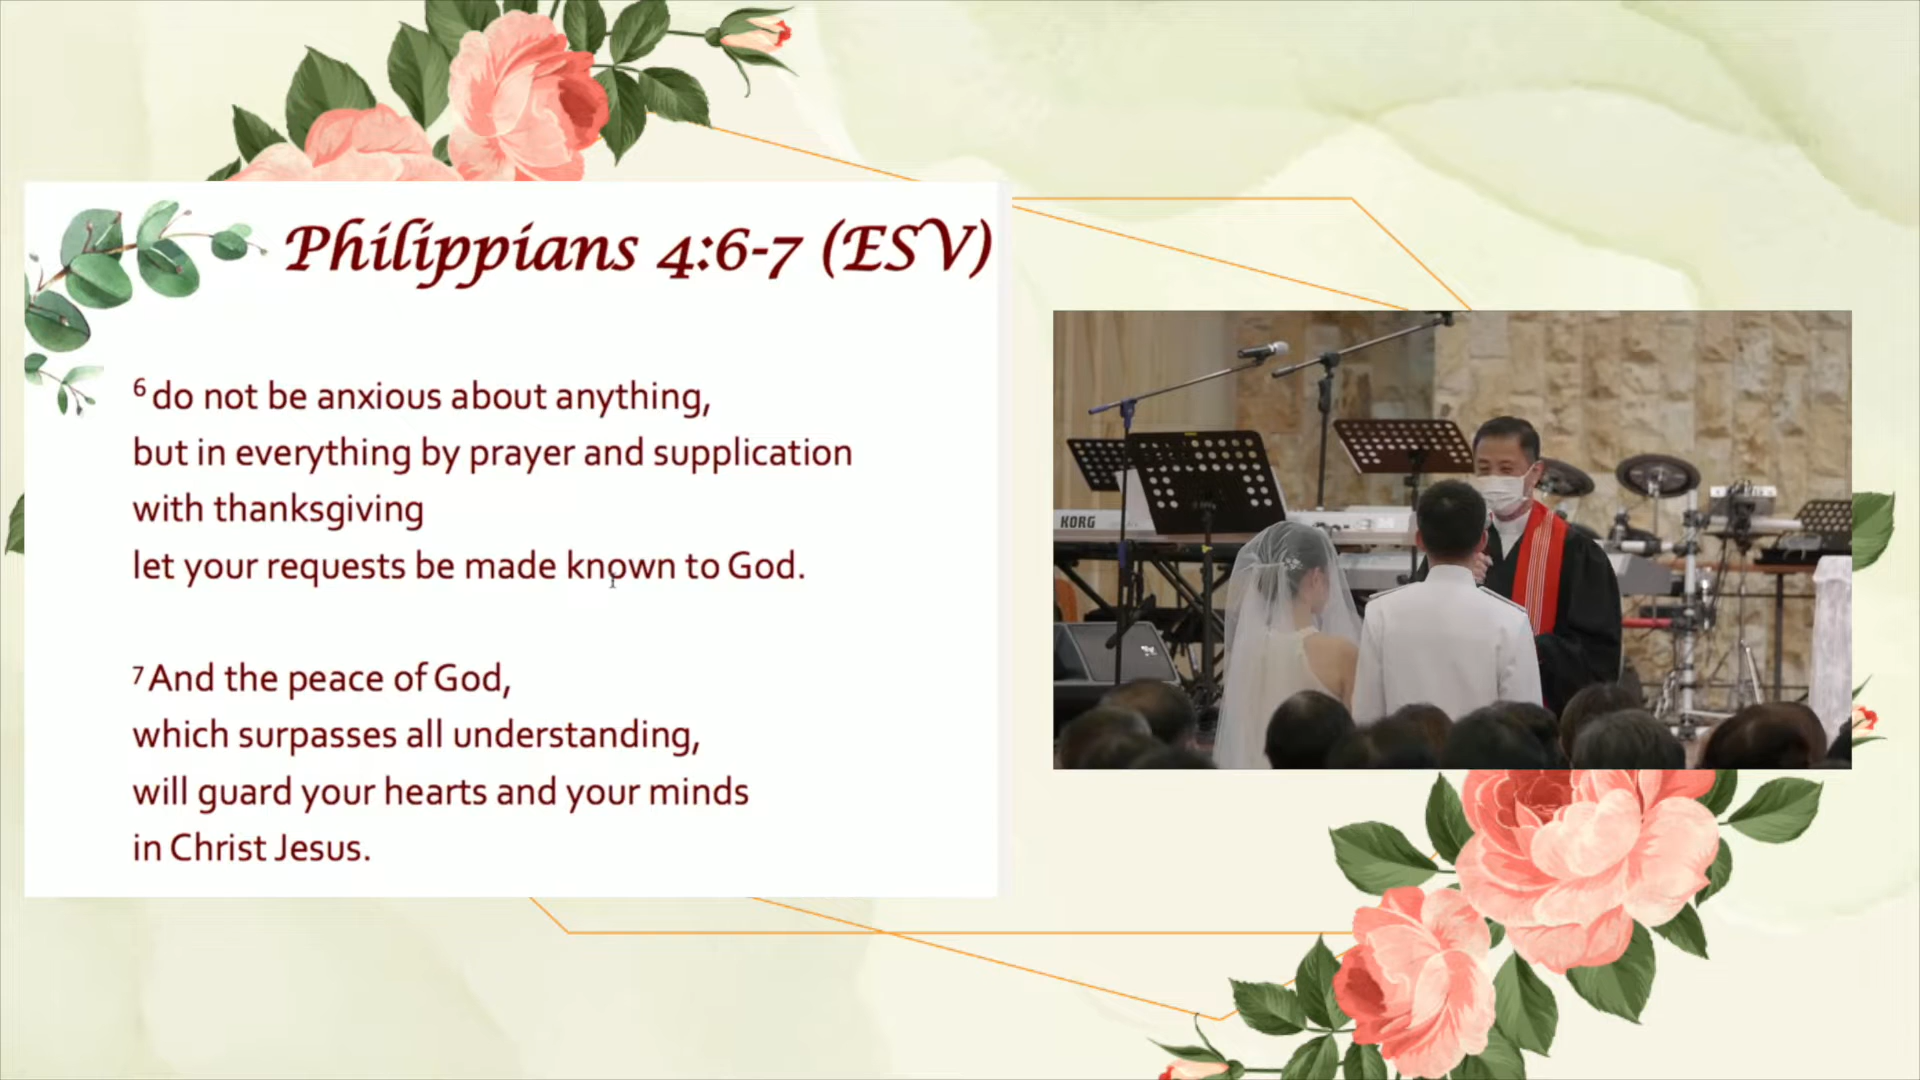 Philippians 4:6-7 (ESV)
6 do not be anxious about anything,
but in everything by prayer and supplication
with thanksgiving
let your requests be made known to God.
7 And the peace of God,
which surpasses all understanding,
will guard your hearts and your minds
in Christ Jesus.
KORG